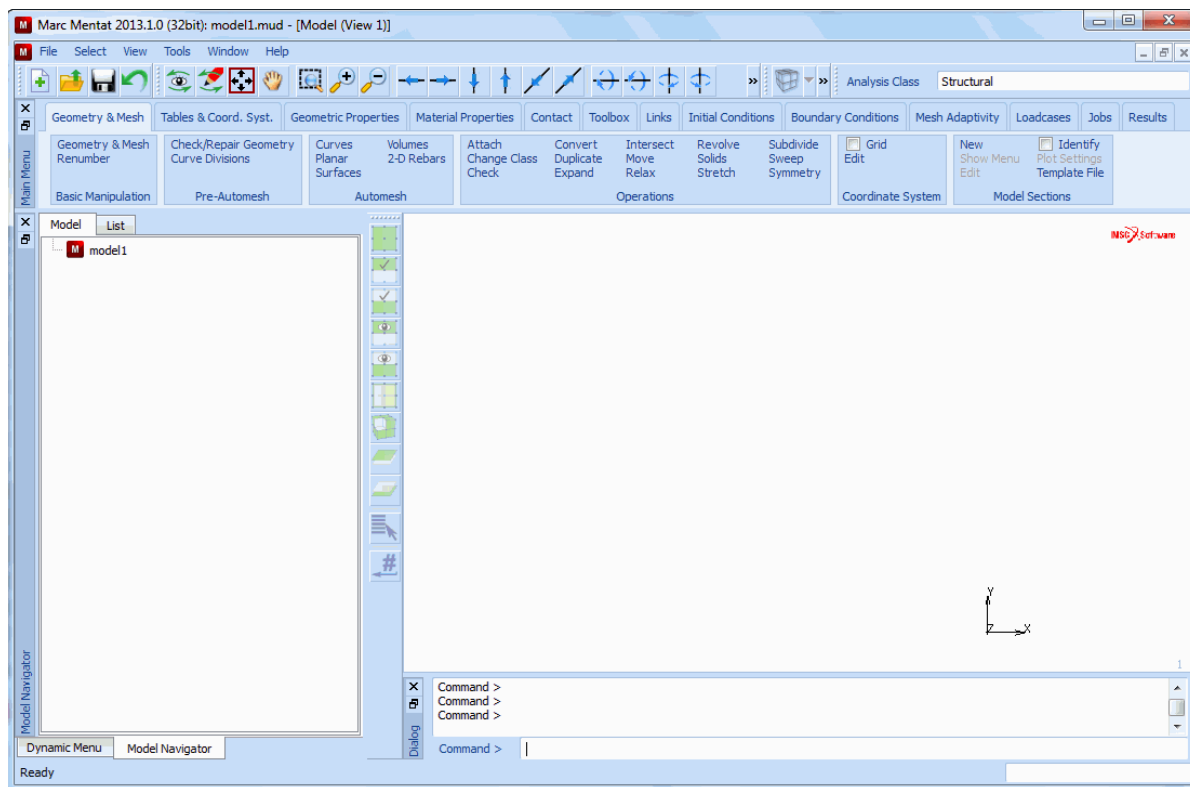 Marc Mentat 2013.1.0 (32bit): model1.mud - [Model (View 1)]
File Select View Tools Window Help
Analysis Class Structural
Main Menu
Geometry & Mesh Tables & Coord. Syst. Geometric Properties Material Properties Contact Toolbox Links Initial Conditions Boundary Conditions Mesh Adaptivity Loadcases Jobs Results
Geometry & Mesh Check/Repair Geometry Curves Volumes Attach Convert Intersect Revolve Subdivide Grid New Identify
Renumber Curve Divisions Planar 2-D Rebars Change Class Duplicate Move Solids Sweep Edit Show Menu Plot Settings
Surfaces Check Expand Relax Stretch Symmetry Edit Template File
Basic Manipulation Pre-Automesh Automesh Operations Coordinate System Model Sections
Model List
M model1
MSC Software
Y
Z X
1
Model Navigator
Command >
Command >
Command >
Dialog
Command >
Dynamic Menu Model Navigator
Ready